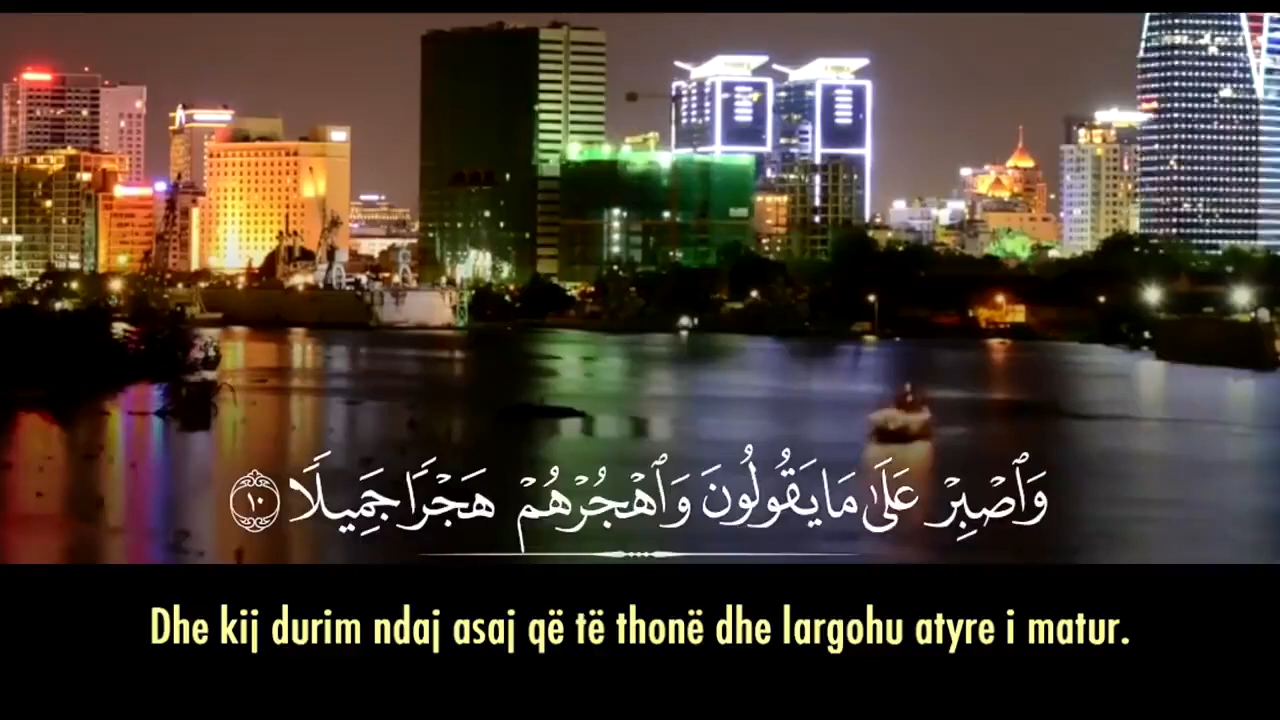 وَٱصْبِرْ عَلَىٰ مَا يَقُولُونَ وَٱهْجُرْهُمْ هَجْرًا جَمِيلًا ١٠
Dhe kij durim ndaj asaj që të thonë dhe largohu atyre i matur.